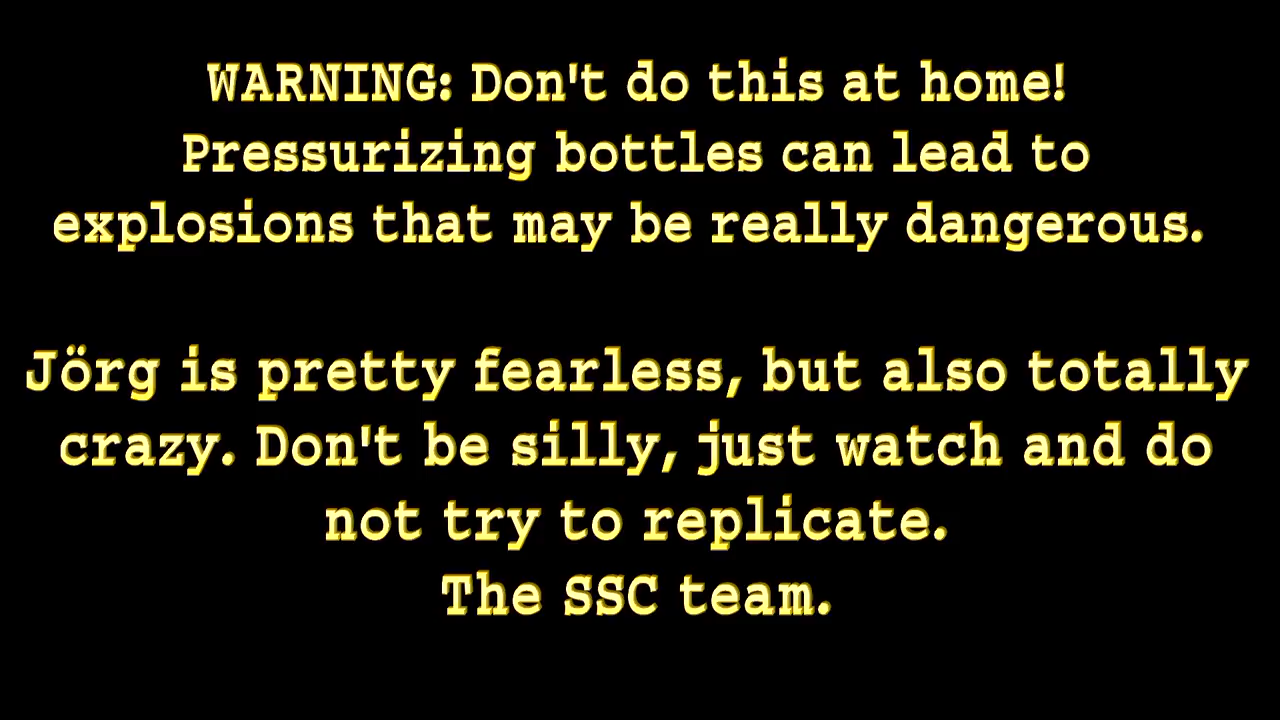 WARNING: Don't do this at home!
Pressurizing bottles can lead to
explosions that may be really dangerous.
Jörg is pretty fearless, but also totally
crazy. Don't be silly, just watch and do
not try to replicate.
The SSC team.